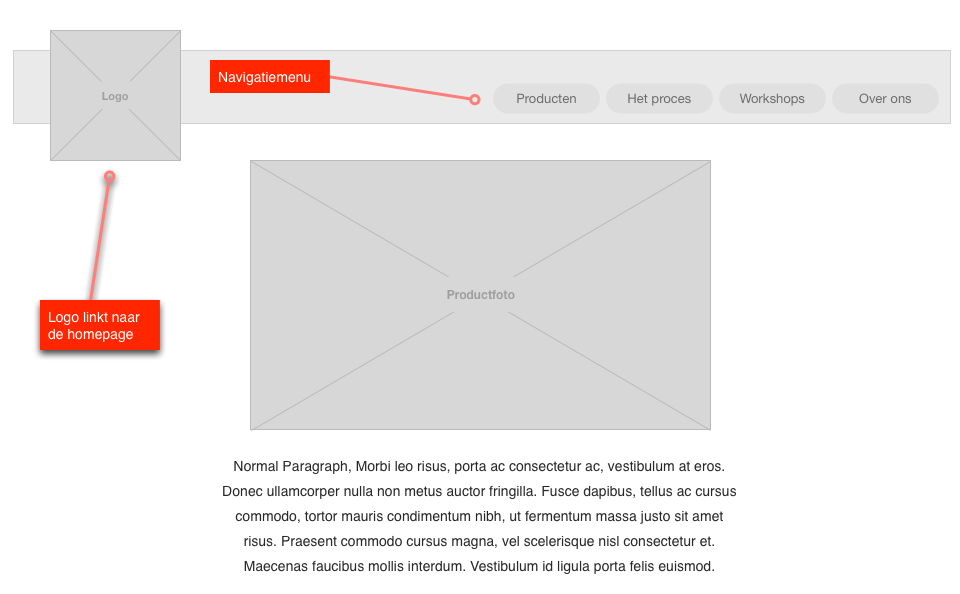 Logo
Navigatiemenu
Producten
Het proces
Workshops
Over ons
Logo linkt naar
de homepage
Productfoto
Normal Paragraph, Morbi leo risus, porta ac consectetur ac, vestibulum at eros.
Donec ullamcorper nulla non metus auctor fringilla. Fusce dapibus, tellus ac cursus
commodo, tortor mauris condimentum nibh, ut fermentum massa justo sit amet
risus. Praesent commodo cursus magna, vel scelerisque nisl consectetur et.
Maecenas faucibus mollis interdum. Vestibulum id ligula porta felis euismod.